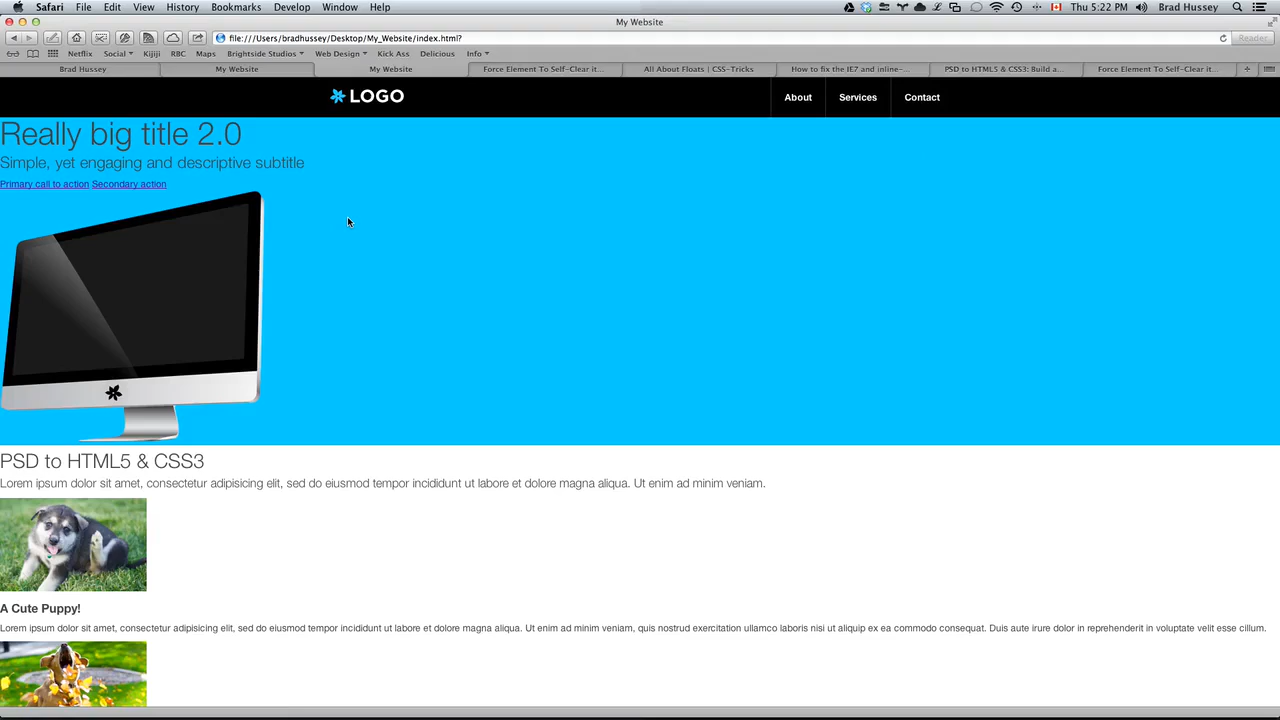 Safari File Edit View History Bookmarks Develop Window Help Thu 5:22 PM Brad Hussey
My Website
file:///Users/bradhussey/Desktop/My_Website/index.html? Reader
Netflix Social Kijiji RBC Maps Brightside Studios Web Design Kick Ass Delicious Info
Brad Hussey My Website My Website Force Element To Self-Clear it... All About Floats | CSS-Tricks How to fix the IE7 and inline-... PSD to HTML5 & CSS3: Build a... Force Element To Self-Clear it...
LOGO About Services Contact
Really big title 2.0
Simple, yet engaging and descriptive subtitle
Primary call to action Secondary action
PSD to HTML5 & CSS3
Lorem ipsum dolor sit amet, consectetur adipisicing elit, sed do eiusmod tempor incididunt ut labore et dolore magna aliqua. Ut enim ad minim veniam.
A Cute Puppy!
Lorem ipsum dolor sit amet, consectetur adipisicing elit, sed do eiusmod tempor incididunt ut labore et dolore magna aliqua. Ut enim ad minim veniam, quis nostrud exercitation ullamco laboris nisi ut aliquip ex ea commodo consequat. Duis aute irure dolor in reprehenderit in voluptate velit esse cillum.